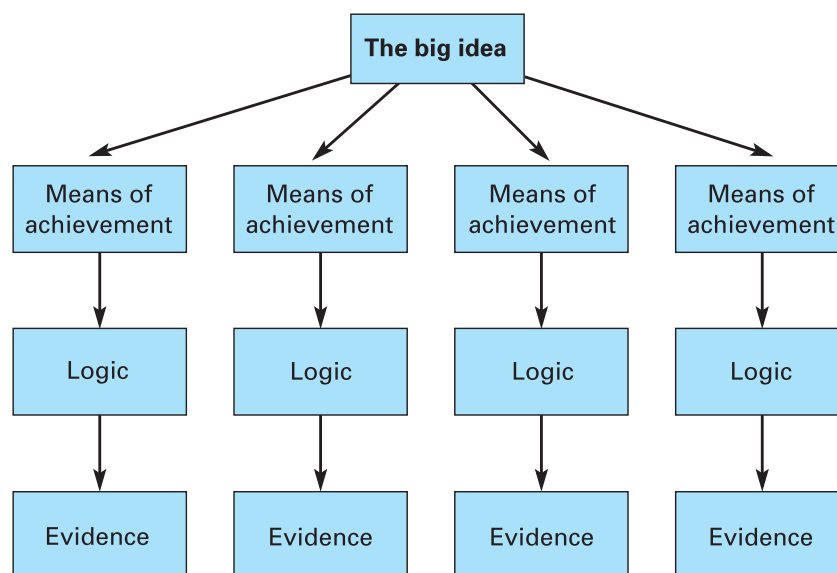 The big idea
Means of
achievement
Means of
achievement
Means of
achievement
Means of
achievement
Logic
Logic
Logic
Logic
Evidence
Evidence
Evidence
Evidence